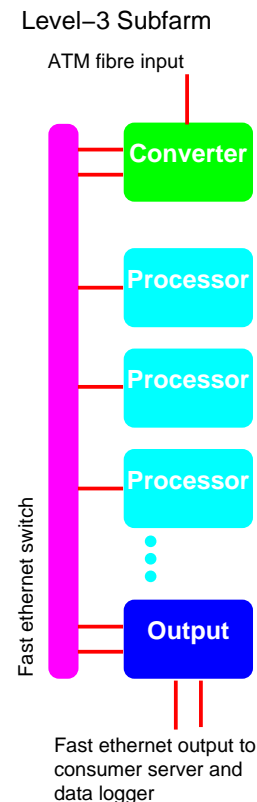 Level−3 Subfarm
ATM fibre input
Converter
Processor
Processor
Processor
Fast ethernet switch
Output
Fast ethernet output to
consumer server and
data logger